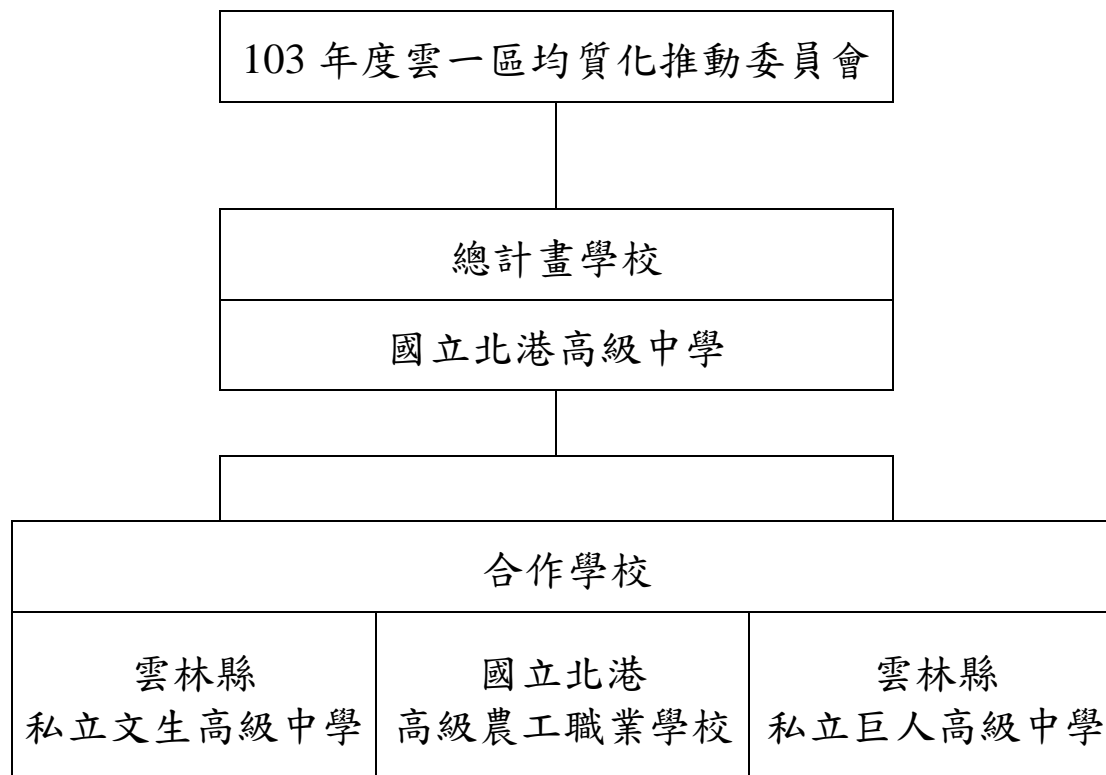 103 年度雲一區均質化推動委員會
總計畫學校
國立北港高級中學
合作學校
雲林縣
私立文生高級中學
國立北港
高級農工職業學校
雲林縣
私立巨人高級中學